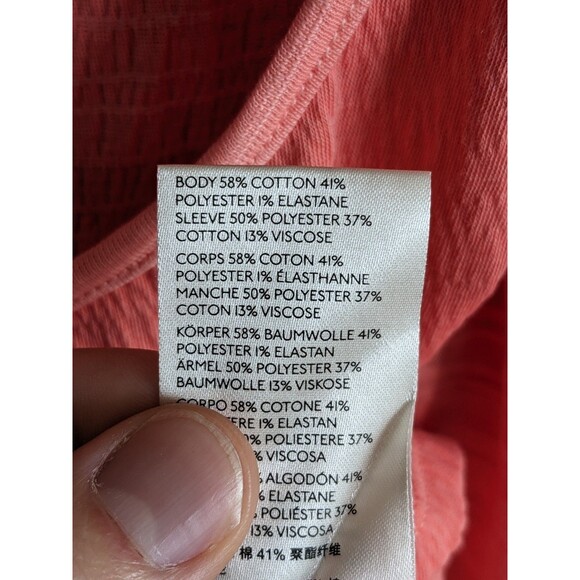 BODY 58% COTTON 41%
POLYESTER 1% ELASTANE
SLEEVE 50% POLYESTER 37%
COTTON 13% VISCOSE
CORPS 58% COTON 41%
POLYESTER 1% ÉLASTHANNE
MANCHE 50% POLYESTER 37%
COTON 13% VISCOSE
KÖRPER 58% BAUMWOLLE 41%
POLYESTER 1% ELASTAN
ÄRMEL 50% POLYESTER 37%
BAUMWOLLE 13% VISKOSE
CORPO 58% COTONE 41%
1% ELASTAN
POLIESTERE 37%
VISCOSA
ALGODÓN 41%
ELASTANE
POLIÉSTER 37%
13% VISCOSA
棉 41% 聚酯纤维